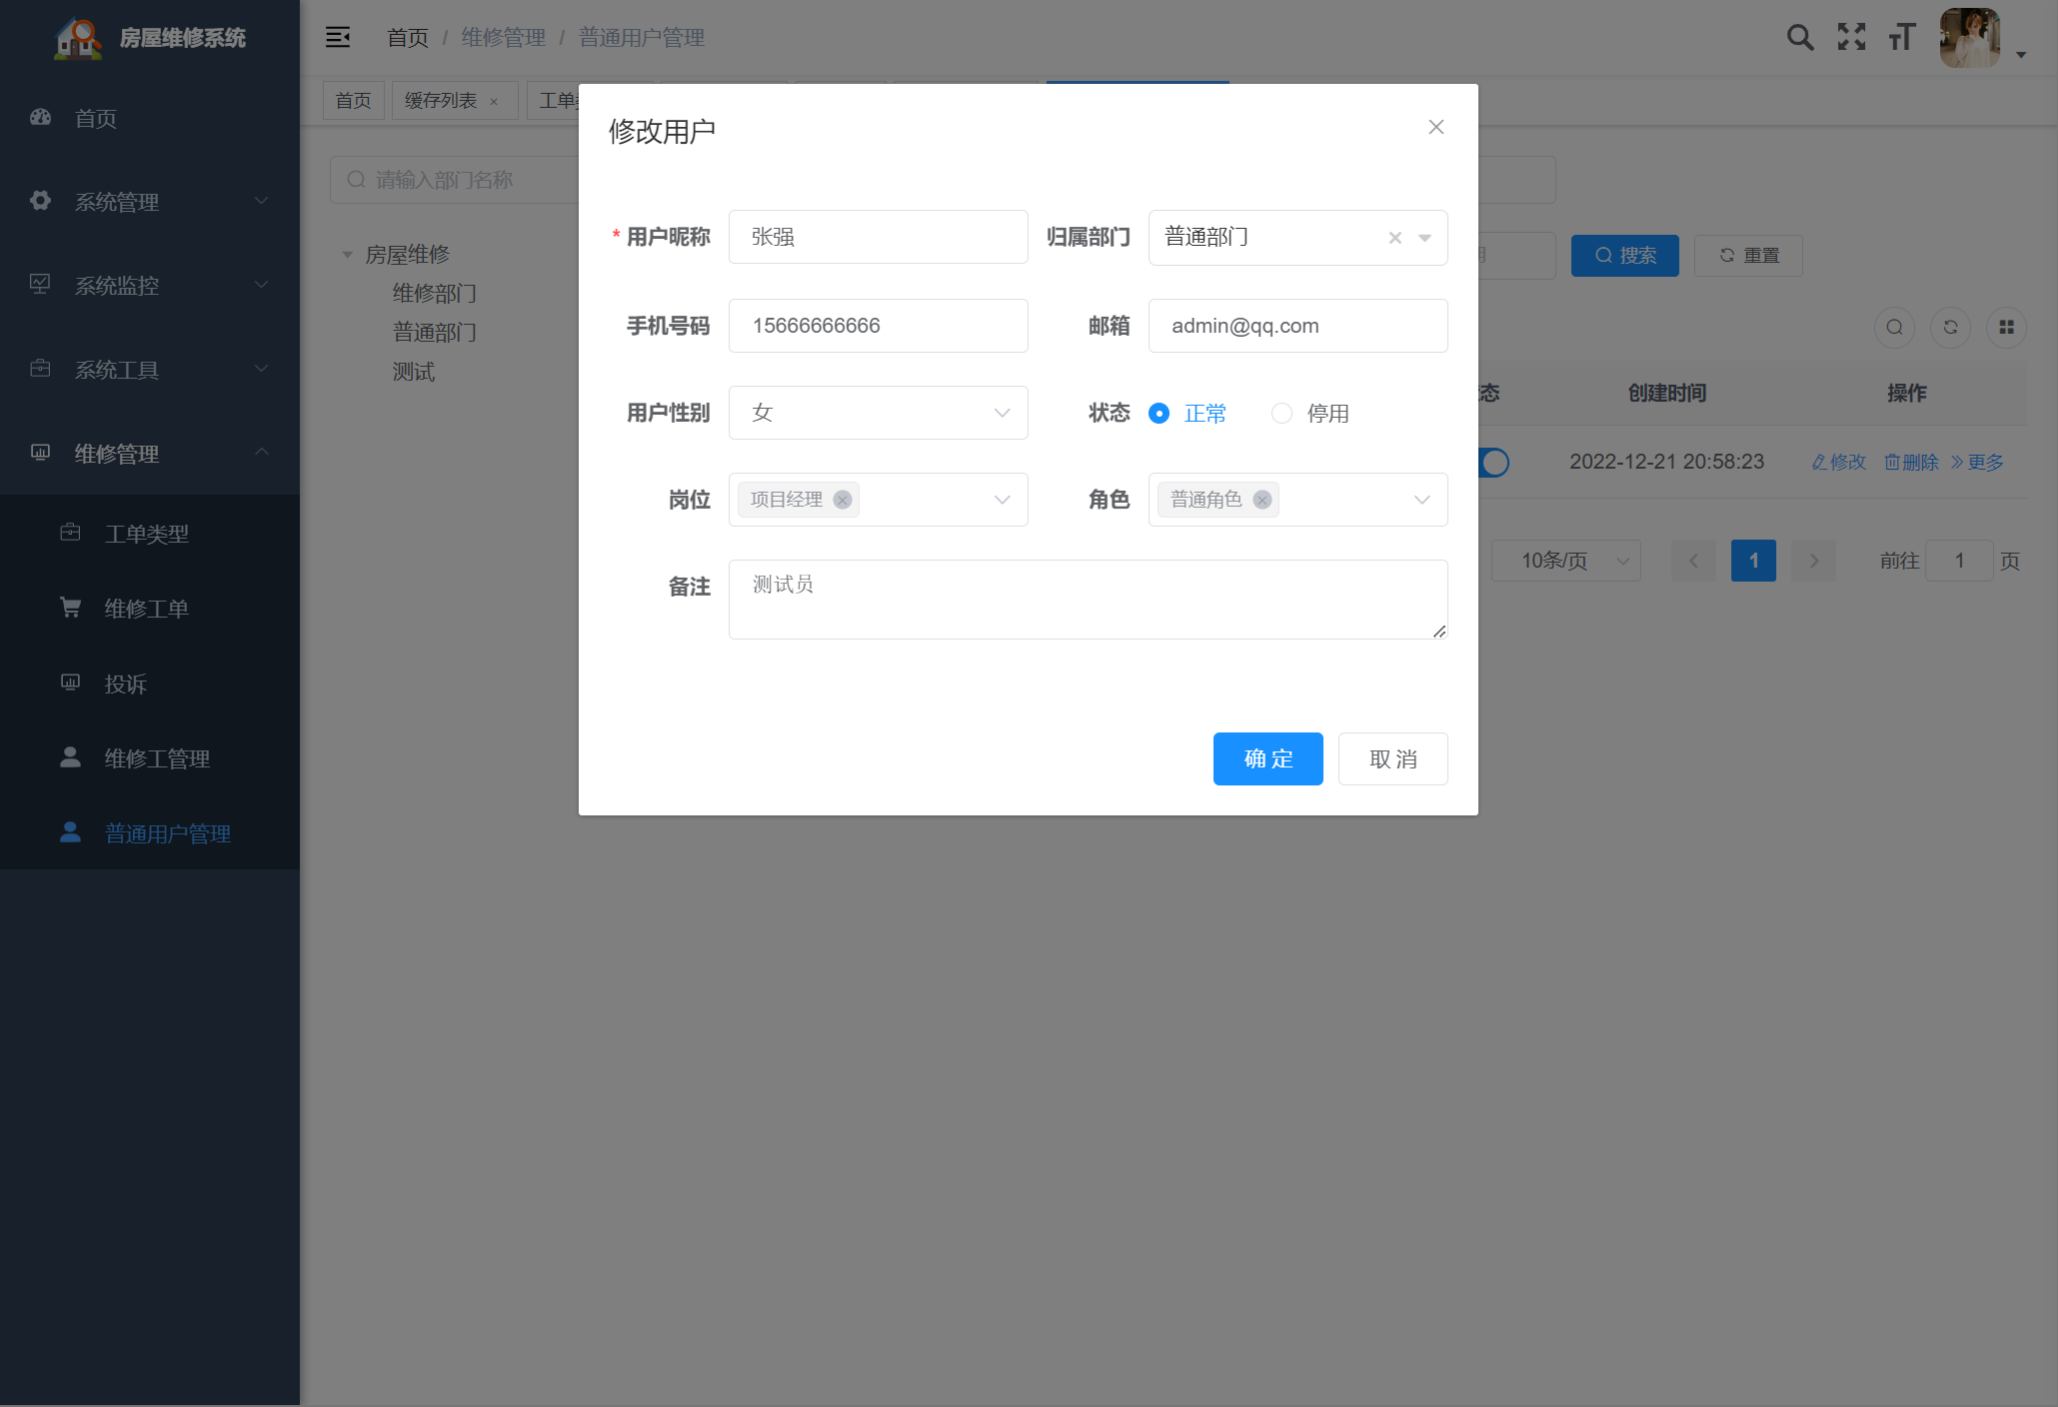 房屋维修系统
首页
系统管理
系统监控
系统工具
维修管理
工单类型
维修工单
投诉
维修工管理
普通用户管理
首页 / 维修管理 / 普通用户管理
首页
缓存列表 ×
工单
请输入部门名称
房屋维修
维修部门
普通部门
测试
搜索
重置
态
创建时间
操作
2022-12-21 20:58:23
修改
删除
更多
10条/页
1
前往 1 页
修改用户
* 用户昵称 张强
归属部门 普通部门
手机号码 15666666666
邮箱 admin@qq.com
用户性别 女
状态 正常 停用
岗位 项目经理
角色 普通角色
备注 测试员
确 定
取 消